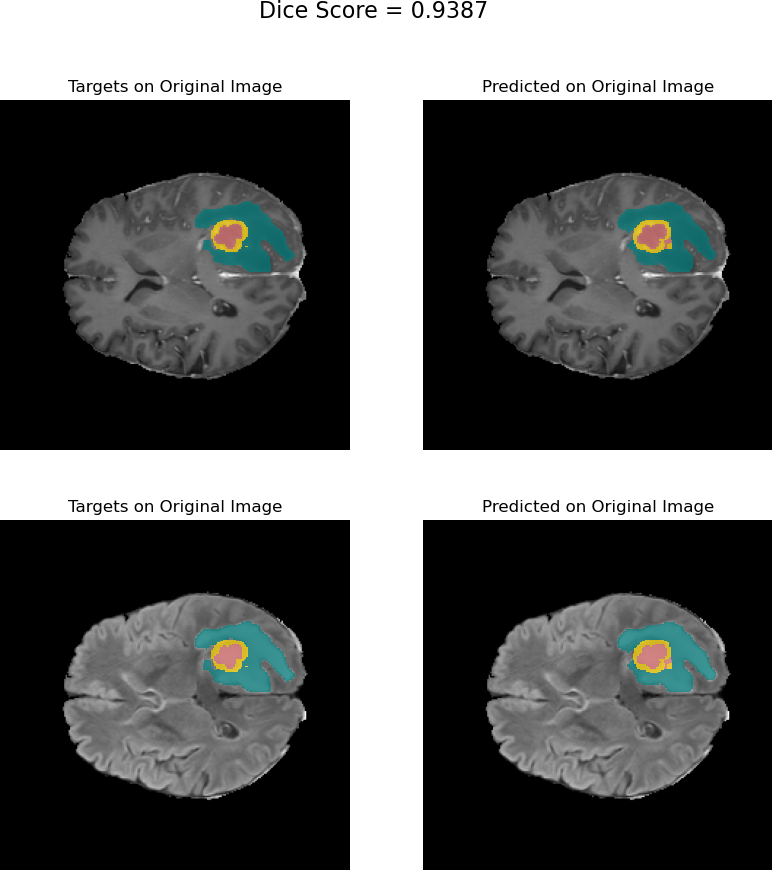 Dice Score = 0.9387
Targets on Original Image
Predicted on Original Image
Targets on Original Image
Predicted on Original Image